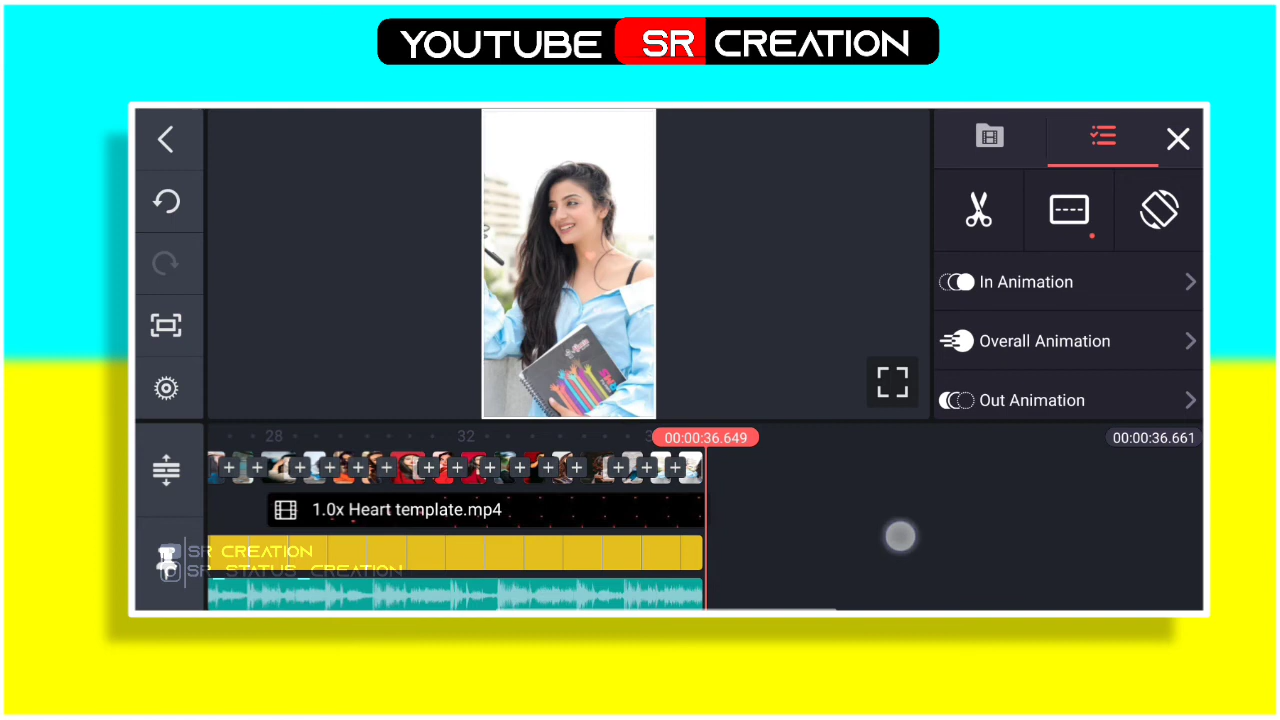 YOUTUBE SR CREATION
In Animation
Overall Animation
Out Animation
28
32
00:00:36.649
00:00:36.661
1.0x Heart template.mp4
SR CREATION
SR_STATUS_CREATION